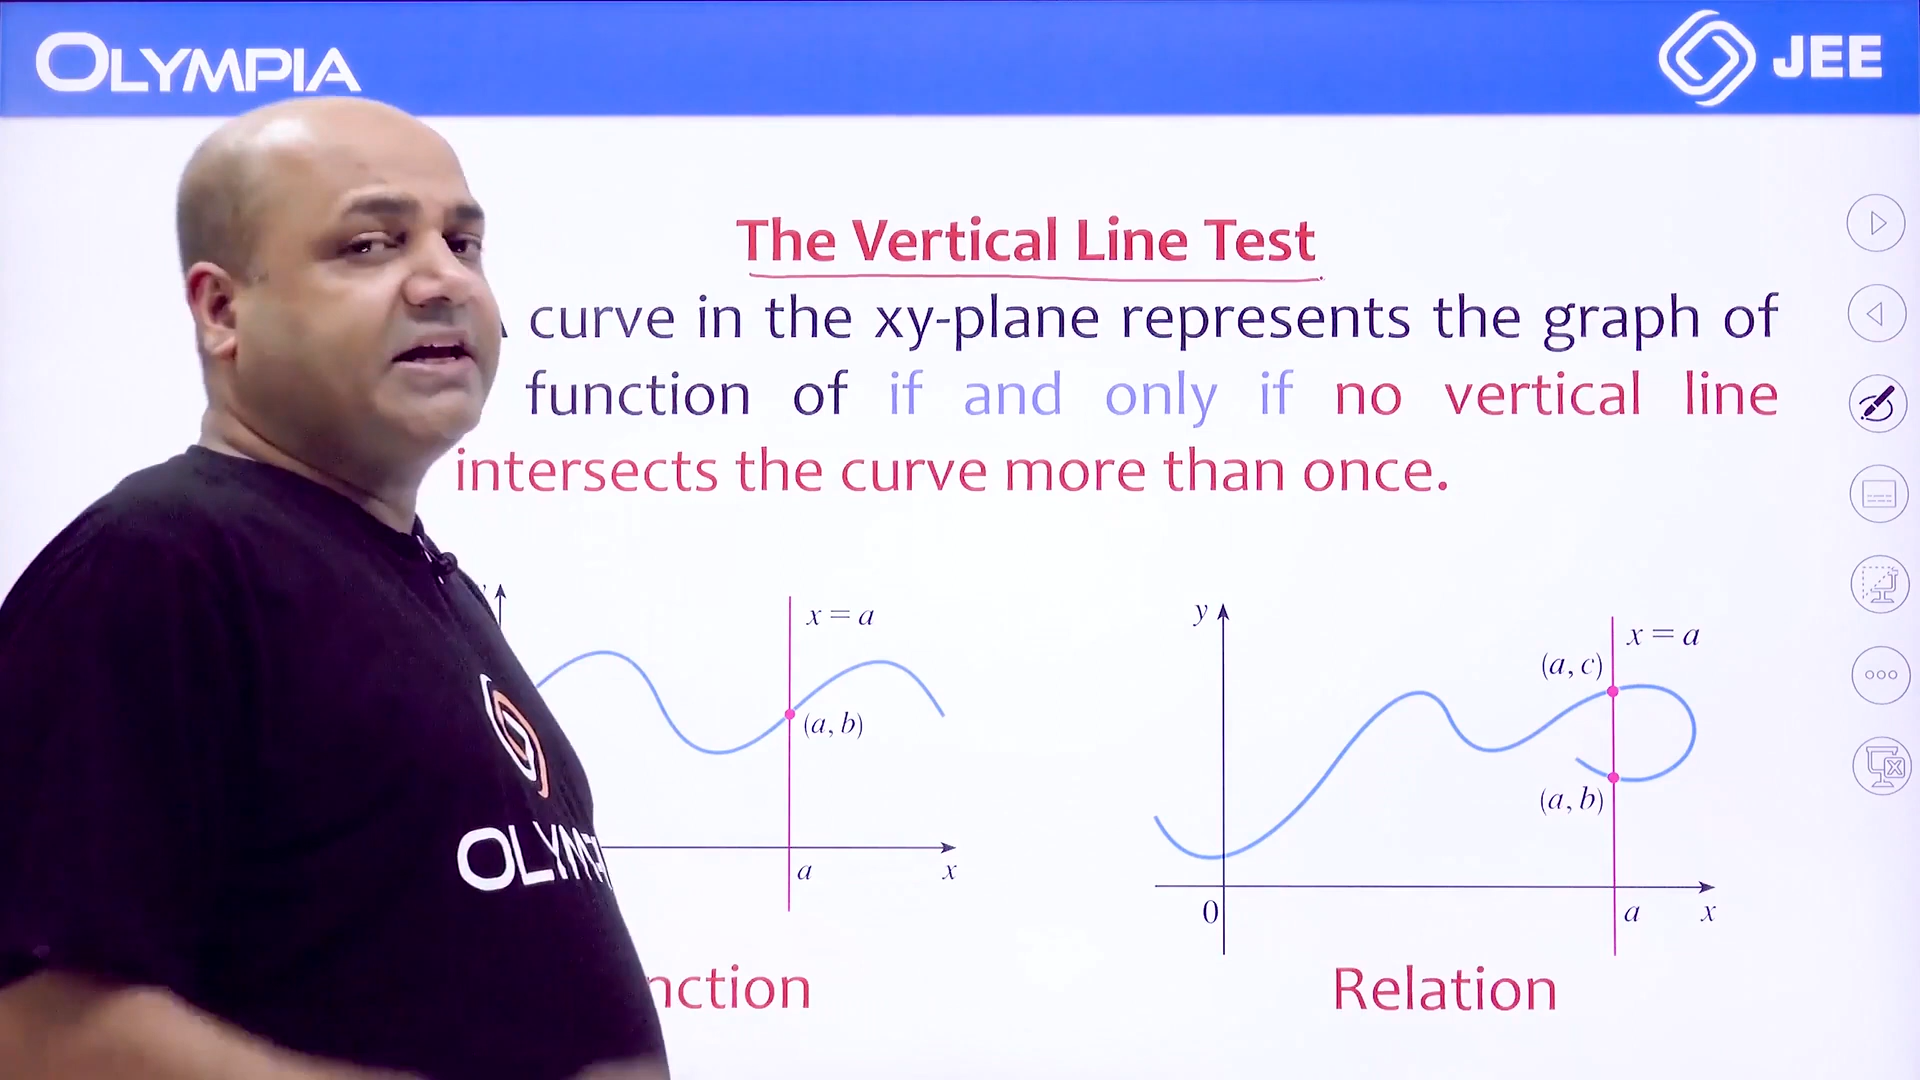 OLYMPIA
JEE
The Vertical Line Test
curve in the xy-plane represents the graph of
function of if and only if no vertical line
intersects the curve more than once.
x = a
(a, b)
a
x
y
x = a
(a, c)
(a, b)
0
a
x
nction
Relation
OLYMP